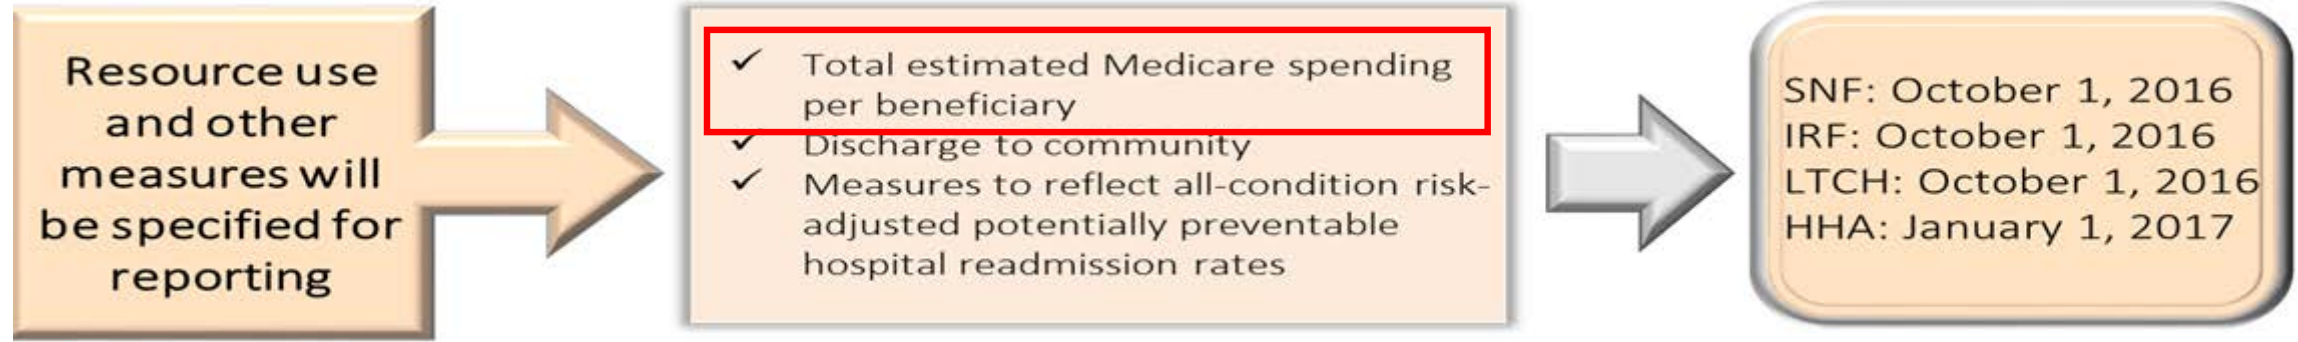 Resource use
and other
measures will
be specified for
reporting
✓ Total estimated Medicare spending
per beneficiary
✓ Discharge to community
✓ Measures to reflect all-condition risk-
adjusted potentially preventable
hospital readmission rates
SNF: October 1, 2016
IRF: October 1, 2016
LTCH: October 1, 2016
HHA: January 1, 2017